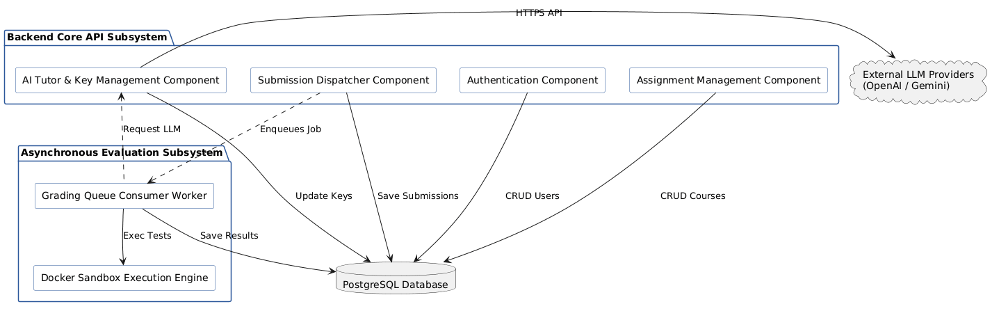 HTTPS API
Backend Core API Subsystem
AI Tutor & Key Management Component
Submission Dispatcher Component
Authentication Component
Assignment Management Component
External LLM Providers
(OpenAI / Gemini)
Request LLM
Enqueues Job
Asynchronous Evaluation Subsystem
Grading Queue Consumer Worker
Update Keys
Save Submissions
CRUD Users
CRUD Courses
Exec Tests
Save Results
Docker Sandbox Execution Engine
PostgreSQL Database